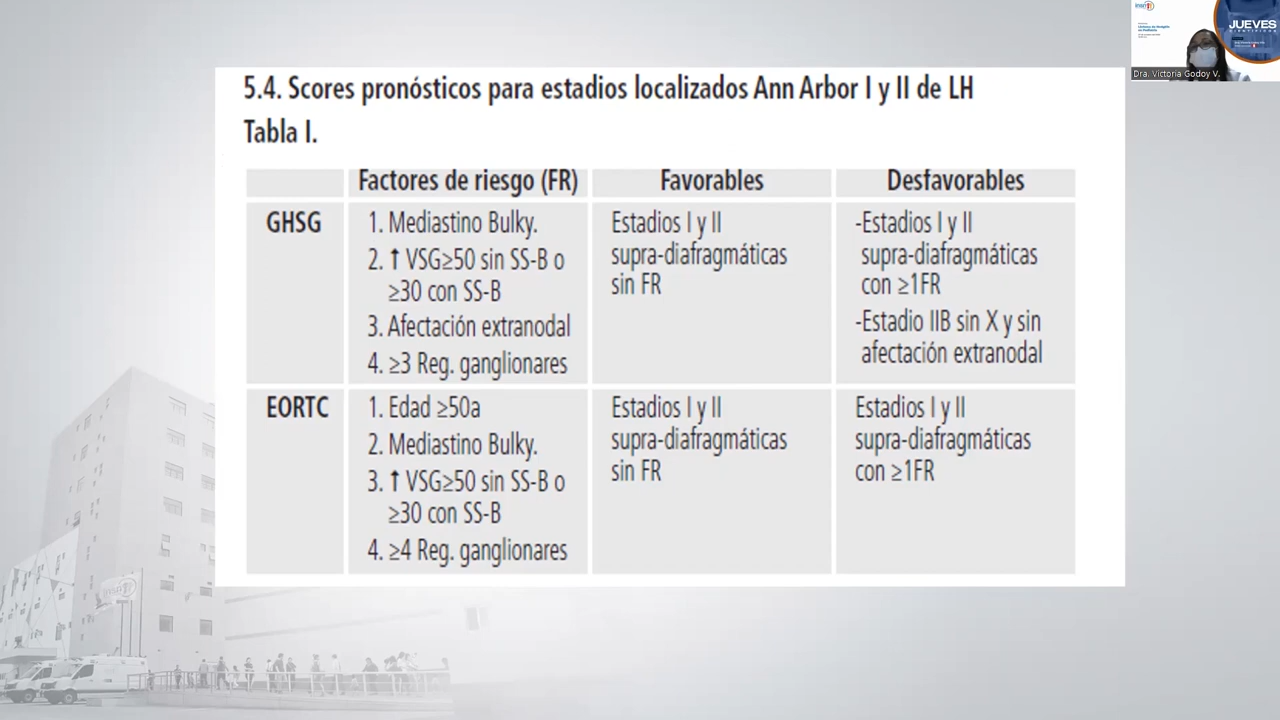 JUEVES
Dra. Victoria Godoy V.
5.4. Scores pronósticos para estadios localizados Ann Arbor I y II de LH
Tabla I.
Factores de riesgo (FR)
Favorables
Desfavorables
GHSG
1. Mediastino Bulky.
2. ↑ VSG≥50 sin SS-B o
≥30 con SS-B
3. Afectación extranodal
4. ≥3 Reg. ganglionares
Estadios I y II
supra-diafragmáticas
sin FR
-Estadios I y II
supra-diafragmáticas
con ≥1FR
-Estadio IIB sin X y sin
afectación extranodal
EORTC
1. Edad ≥50a
2. Mediastino Bulky.
3. ↑ VSG≥50 sin SS-B o
≥30 con SS-B
4. ≥4 Reg. ganglionares
Estadios I y II
supra-diafragmáticas
sin FR
Estadios I y II
supra-diafragmáticas
con ≥1FR